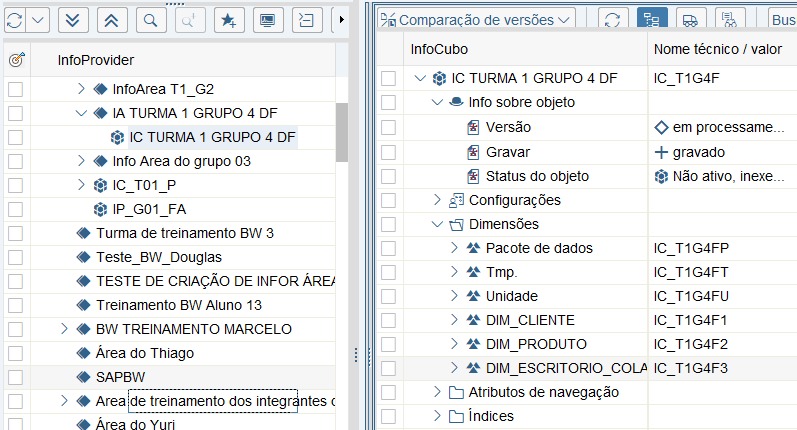 InfoProvider
InfoArea T1_G2
IA TURMA 1 GRUPO 4 DF
IC TURMA 1 GRUPO 4 DF
Info Area do grupo 03
IC_T01_P
IP_G01_FA
Turma de treinamento BW 3
Teste_BW_Douglas
TESTE DE CRIAÇÃO DE INFOR ÁREA
Treinamento BW Aluno 13
BW TREINAMENTO MARCELO
Área do Thiago
SAPBW
Area de treinamento dos integrantes
Área do Yuri
Comparação de versões Bus
InfoCubo Nome técnico / valor
IC TURMA 1 GRUPO 4 DF IC_T1G4F
Info sobre objeto
Versão em processame...
Gravar gravado
Status do objeto Não ativo, inexe...
Configurações
Dimensões
Pacote de dados IC_T1G4FP
Tmp. IC_T1G4FT
Unidade IC_T1G4FU
DIM_CLIENTE IC_T1G4F1
DIM_PRODUTO IC_T1G4F2
DIM_ESCRITORIO_COLA IC_T1G4F3
Atributos de navegação
Índices